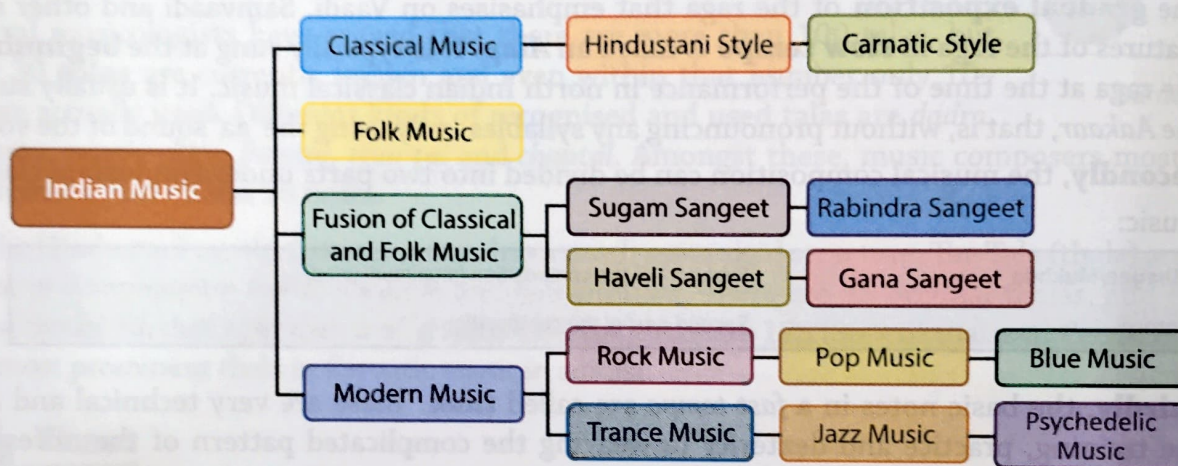 Classical Music
Hindustani Style
Carnatic Style
Folk Music
Indian Music
Fusion of Classical
and Folk Music
Sugam Sangeet
Rabindra Sangeet
Haveli Sangeet
Gana Sangeet
Modern Music
Rock Music
Pop Music
Blue Music
Trance Music
Jazz Music
Psychedelic
Music